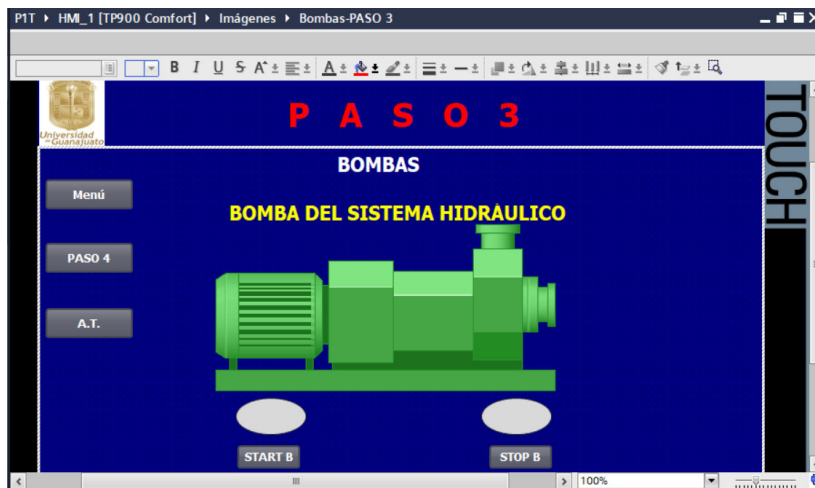 P1T ▸ HMI_1 [TP900 Comfort] ▸ Imágenes ▸ Bombas-PASO 3
B I U S A
Universidad
de Guanajuato
P A S O 3
TOUCH
BOMBAS
Menú
BOMBA DEL SISTEMA HIDRÁULICO
PASO 4
A.T.
START B
STOP B
100%